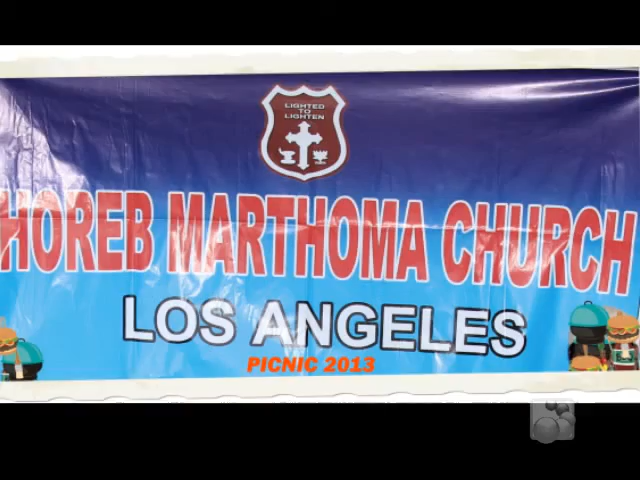 LIGHTED
TO
LIGHTEN
HOREB MARTHOMA CHURCH
LOS ANGELES
PICNIC 2013